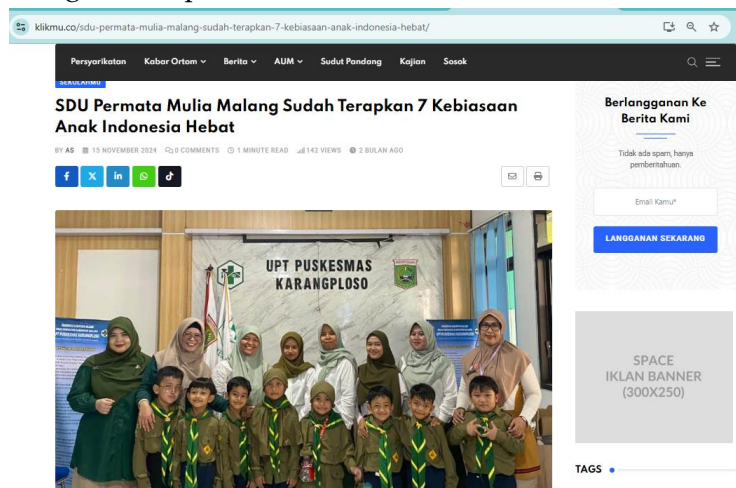 klikmu.co/sdu-permata-mulia-malang-sudah-terapkan-7-kebiasaan-anak-indonesia-hebat/
Persyarikatan Kabar Ortom Berita AUM Sudut Pandang Kajian Sosok
SEKOLAHMU
SDU Permata Mulia Malang Sudah Terapkan 7 Kebiasaan
Anak Indonesia Hebat
BY AS 15 NOVEMBER 2024 0 COMMENTS 1 MINUTE READ 142 VIEWS 2 BULAN AGO
UPT PUSKESMAS
KARANGPLOSO
Berlangganan Ke
Berita Kami
Tidak ada spam, hanya
pemberitahuan.
Email Kamu*
LANGGANAN SEKARANG
SPACE
IKLAN BANNER
(300X250)
TAGS